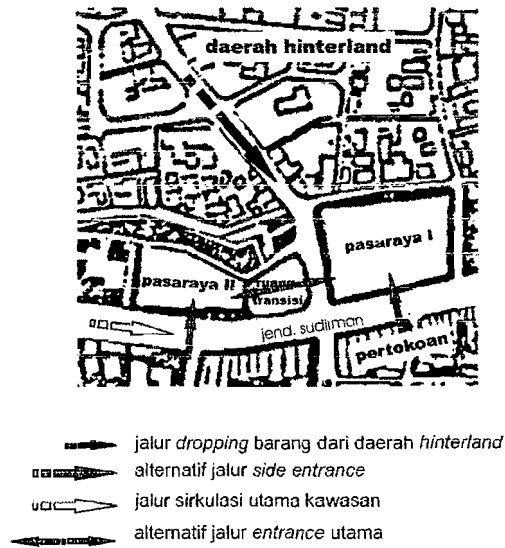 daerah hinterland
pasaraya I
pasaraya II
ruang
transisi
jend. sudirman
pertokoan
jalur dropping barang dari daerah hinterland
alternatif jalur side entrance
jalur sirkulasi utama kawasan
alternatif jalur entrance utama